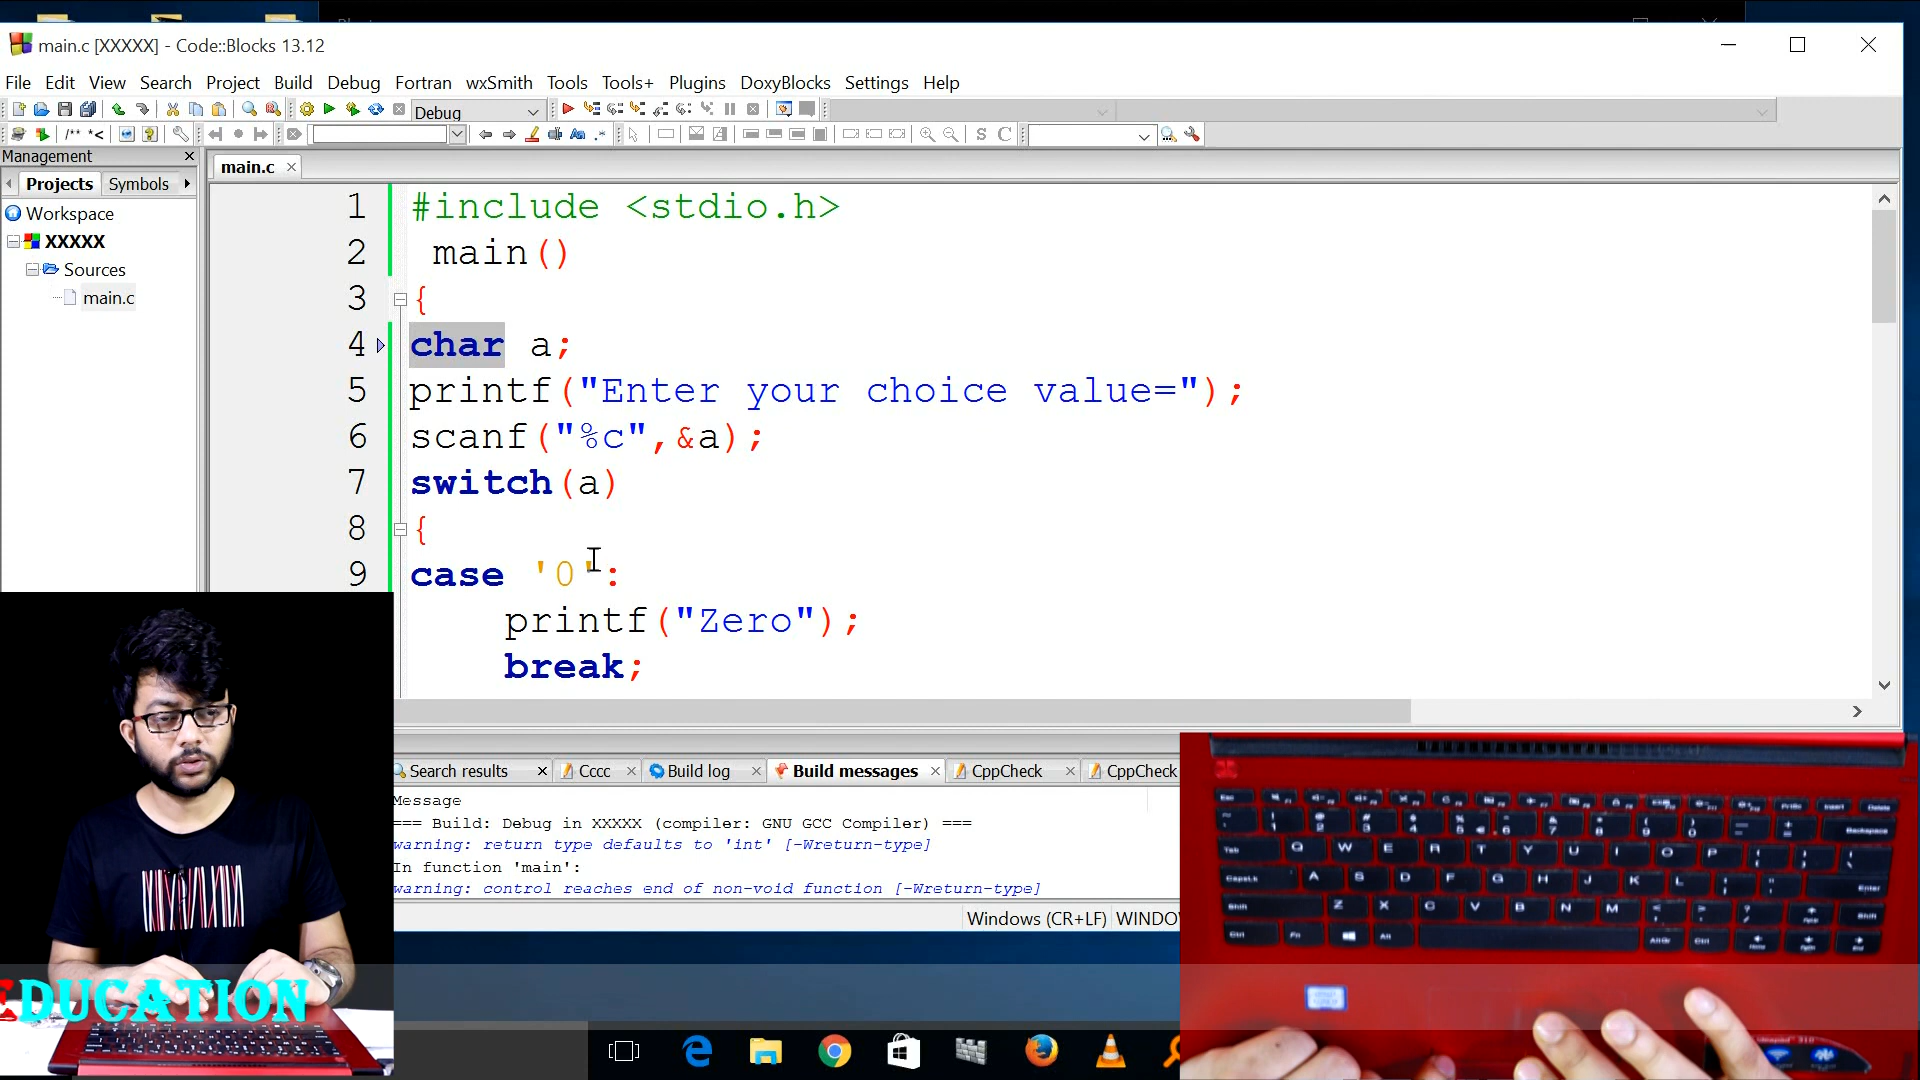 main.c [XXXXX] - Code::Blocks 13.12
File Edit View Search Project Build Debug Fortran wxSmith Tools Tools+ Plugins DoxyBlocks Settings Help
Debug
/** *<
S C
Management
Projects Symbols
Workspace
XXXXX
Sources
main.c
main.c
1 #include <stdio.h>
2 main()
3 {
4 char a;
5 printf("Enter your choice value=");
6 scanf("%c",&a);
7 switch(a)
8 {
9 case '0':
printf("Zero");
break;
Search results Cccc Build log Build messages CppCheck CppCheck
Message
=== Build: Debug in XXXXX (compiler: GNU GCC Compiler) ===
warning: return type defaults to 'int' [-Wreturn-type]
In function 'main':
warning: control reaches end of non-void function [-Wreturn-type]
Windows (CR+LF) WINDO
EDUCATION
Q W E R T Y U I O P
A S D F G H J K L
Z X C V B N M